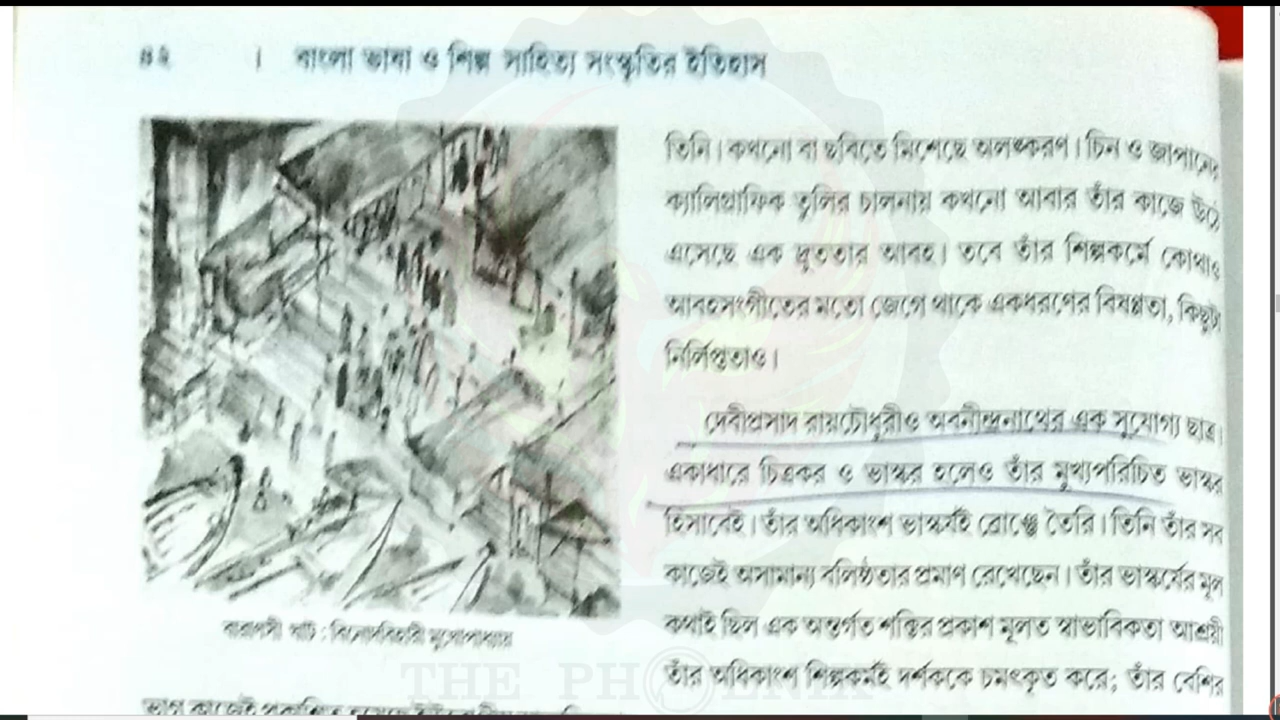 ৪২ । বাংলা ভাষা ও শিল্প সাহিত্য সংস্কৃতির ইতিহাস
তিনি। কখনো বা ছবিতে মিশেছে অলঙ্করণ। চিন ও জাপানের
ক্যালিগ্রাফিক তুলির চালনায় কখনো আবার তাঁর কাজে উঠে
এসেছে এক দ্রুততার আবহ। তবে তাঁর শিল্পকর্মে কোথাও
আবহসংগীতের মতো জেগে থাকে একধরণের বিষণ্ণতা, কিছুটা
নির্লিপ্ততাও।
দেবীপ্রসাদ রায়চৌধুরীও অবনীন্দ্রনাথের এক সুযোগ্য ছাত্র।
একাধারে চিত্রকর ও ভাস্কর হলেও তাঁর মুখ্যপরিচিত ভাস্কর
হিসাবেই। তাঁর অধিকাংশ ভাস্কর্যই ব্রোঞ্জে তৈরি। তিনি তাঁর সব
কাজেই অসামান্য বলিষ্ঠতার প্রমাণ রেখেছেন। তাঁর ভাস্কর্যের মূল
কথাই ছিল এক অন্তর্গত শক্তির প্রকাশ মূলত স্বাভাবিকতা আশ্রয়ী
তাঁর অধিকাংশ শিল্পকর্মই দর্শককে চমৎকৃত করে; তাঁর বেশির
বারাণসী ঘাট : বিনোদবিহারী মুখোপাধ্যায়
THE PHOENIX